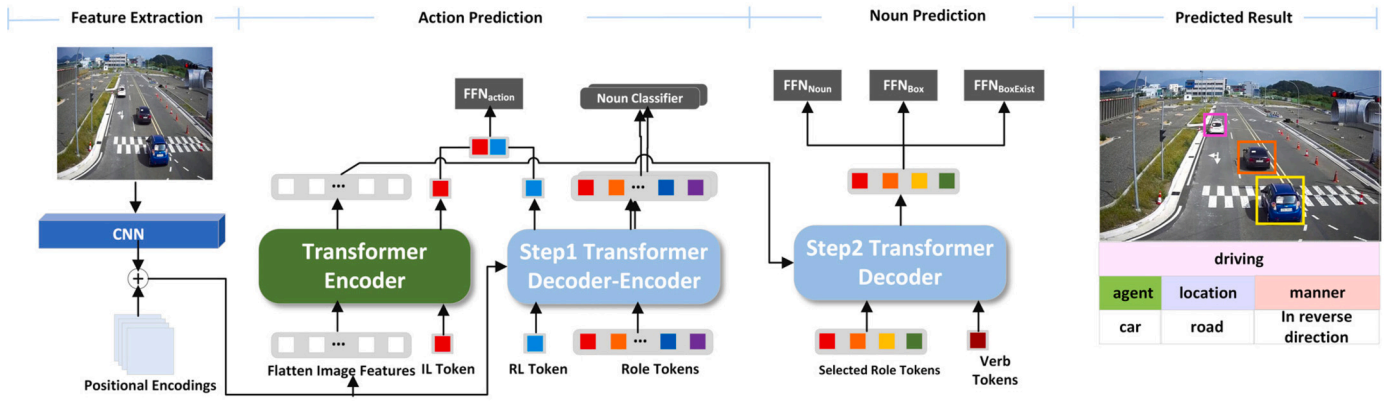 Feature Extraction
Action Prediction
Noun Prediction
Predicted Result
FFNaction
Noun Classifier
FFNNoun
FFNBox
FFNBoxExist
CNN
Transformer
Encoder
Step1 Transformer
Decoder-Encoder
Step2 Transformer
Decoder
driving
agent location manner
car road In reverse
direction
Positional Encodings
Flatten Image Features
IL Token
RL Token
Role Tokens
Selected Role Tokens
Verb
Tokens